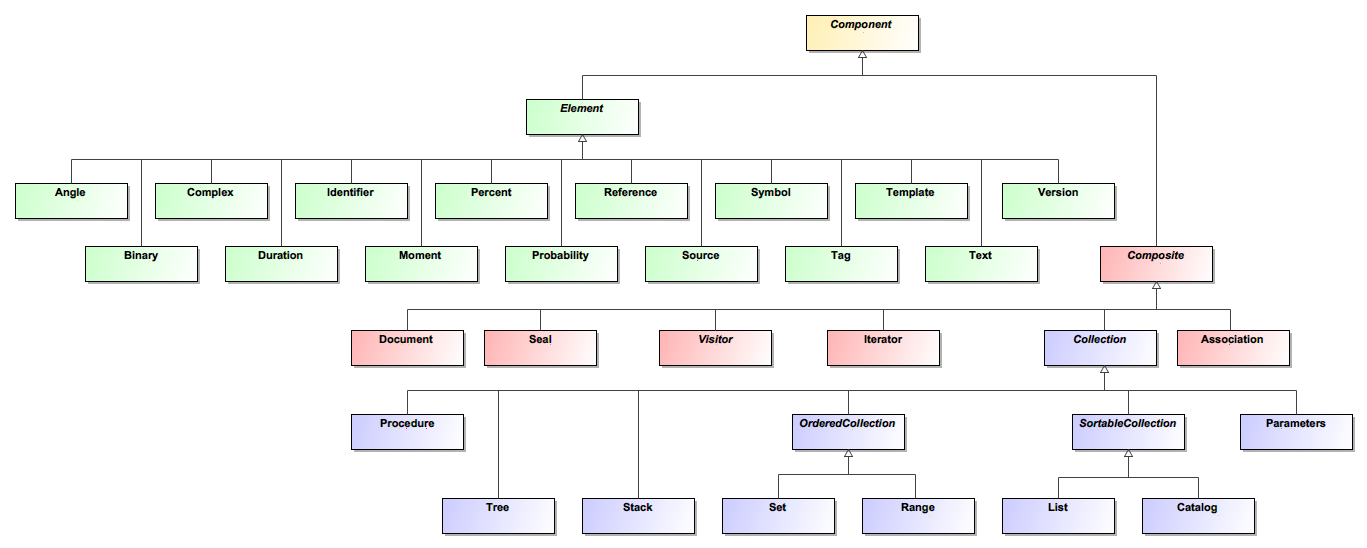 Component
Element
Angle
Complex
Identifier
Percent
Reference
Symbol
Template
Version
Binary
Duration
Moment
Probability
Source
Tag
Text
Composite
Document
Seal
Visitor
Iterator
Collection
Association
Procedure
OrderedCollection
SortableCollection
Parameters
Tree
Stack
Set
Range
List
Catalog